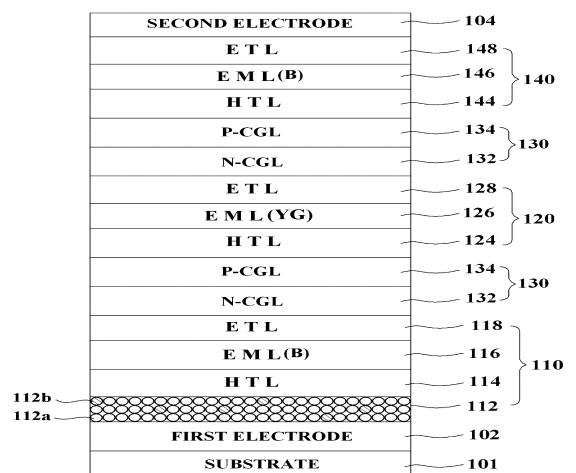 SECOND ELECTRODE 104
E T L 148
E M L(B) 146 140
H T L 144
P-CGL 134
130
N-CGL 132
E T L 128
E M L(YG) 126 120
H T L 124
P-CGL 134
130
N-CGL 132
E T L 118
E M L(B) 116 110
H T L 114
112b 112
112a
FIRST ELECTRODE 102
SUBSTRATE 101